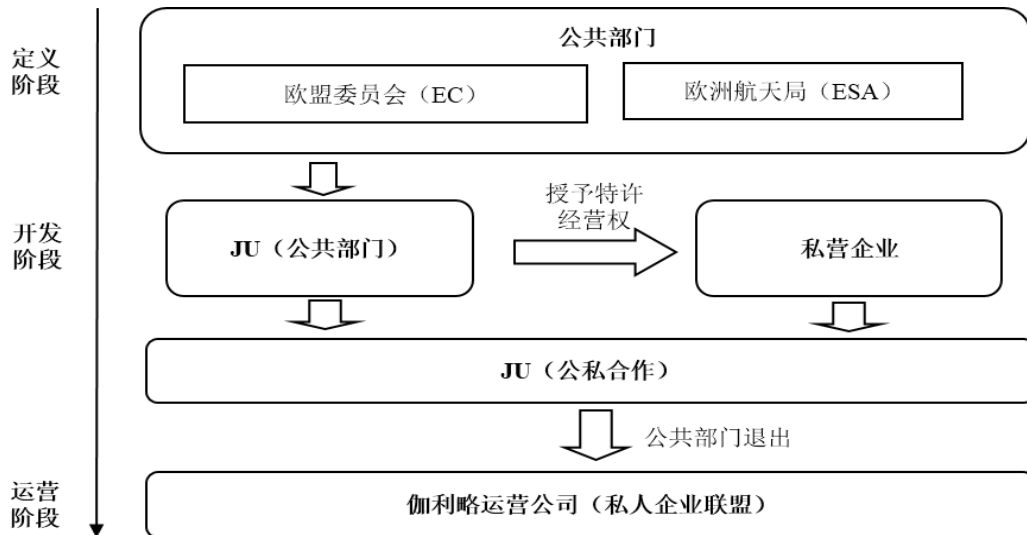 公共部门
定义
阶段
欧盟委员会（EC）
欧洲航天局（ESA）
授予特许
经营权
开发
阶段
JU（公共部门）
私营企业
JU（公私合作）
公共部门退出
运营
阶段
伽利略运营公司（私人企业联盟）